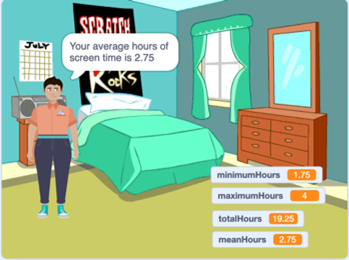 SCRATCH
JULY
Your average hours of
screen time is 2.75
Rocks
minimumHours 1.75
maximumHours 4
totalHours 19.25
meanHours 2.75